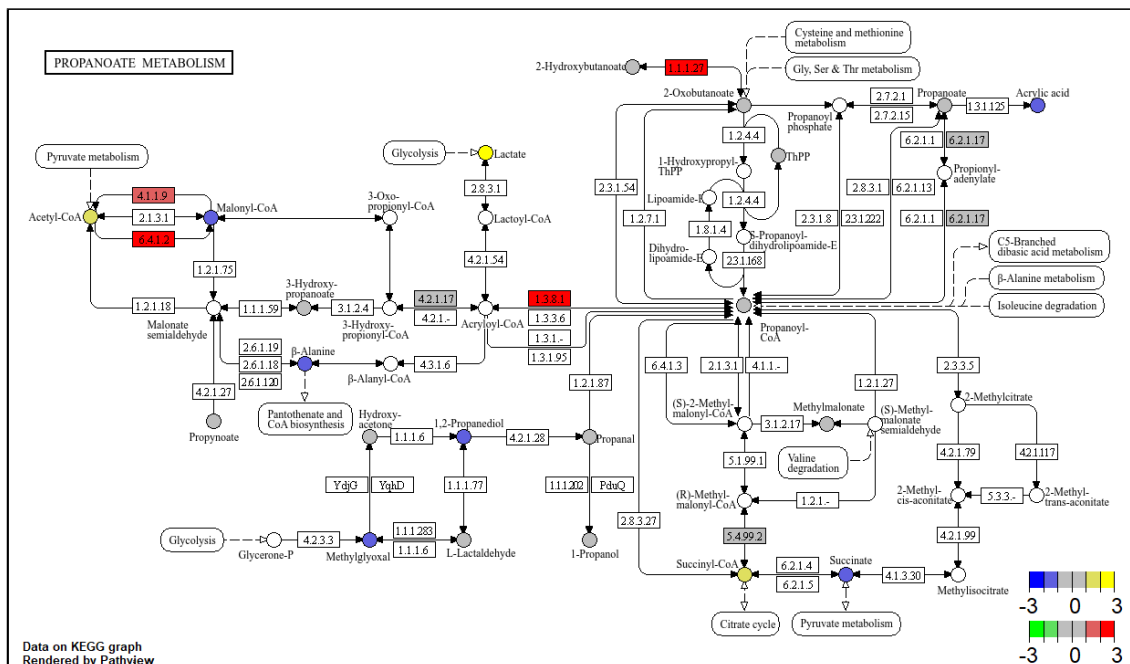 PROPANOATE METABOLISM
Cysteine and methionine
metabolism
Gly, Ser & Thr metabolism
2-Hydroxybutanoate
1.1.1.27
2-Oxobutanoate
Propanoyl
phosphate
2.7.2.1
2.7.2.15
Propanoate
1.3.1.125
Acrylic acid
1.2.4.4
ThPP
1-Hydroxypropyl-
ThPP
6.2.1.1
6.2.1.17
Propionyl-
adenylate
Pyruvate metabolism
Glycolysis
Lactate
2.8.3.1
2.3.1.54
Lipoamide-E
1.2.4.4
2.8.3.1
6.2.1.13
Acetyl-CoA
4.1.1.9
2.1.3.1
6.4.1.2
Malonyl-CoA
3-Oxo-
propionyl-CoA
Lactoyl-CoA
1.2.7.1
1.8.1.4
S-Propanoyl-
dihydrolipoamide-E
2.3.1.8
2.3.1.222
6.2.1.1
6.2.1.17
Dihydro-
lipoamide-E
2.3.1.168
C5-Branched
dibasic acid metabolism
β-Alanine metabolism
Isoleucine degradation
1.2.1.75
4.2.1.54
1.2.1.18
Malonate
semialdehyde
1.1.1.59
3-Hydroxy-
propanoate
3.1.2.4
3-Hydroxy-
propionyl-CoA
4.2.1.17
4.2.1.-
Acryloyl-CoA
1.3.8.1
1.3.3.6
1.3.1.-
1.3.1.95
Propanoyl-
CoA
2.6.1.19
2.6.1.18
2.6.1.120
β-Alanine
β-Alanyl-CoA
4.3.1.6
1.2.1.87
6.4.1.3
2.1.3.1
4.1.1.-
1.2.1.27
2.3.3.5
4.2.1.27
Propynoate
Pantothenate and
CoA biosynthesis
Hydroxy-
acetone
1.1.1.6
1,2-Propanediol
4.2.1.28
Propanal
(S)-2-Methyl-
malonyl-CoA
3.1.2.17
Methylmalonate
(S)-Methyl-
malonate
semialdehyde
Valine
degradation
2-Methylcitrate
4.2.1.79
4.2.1.117
YdjG
YqhD
1.1.1.77
1.1.1.202
PduQ
5.1.99.1
(R)-Methyl-
malonyl-CoA
1.2.1.-
2-Methyl-
cis-aconitate
5.3.3.-
2-Methyl-
trans-aconitate
2.8.3.27
5.4.99.2
4.2.1.99
Glycolysis
Glycerone-P
4.2.3.3
Methylglyoxal
1.1.1.283
1.1.1.6
L-Lactaldehyde
1-Propanol
Succinyl-CoA
6.2.1.4
6.2.1.5
Succinate
4.1.3.30
Methylisocitrate
Citrate cycle
Pyruvate metabolism
-3 0 3
-3 0 3
Data on KEGG graph
Rendered by Pathview